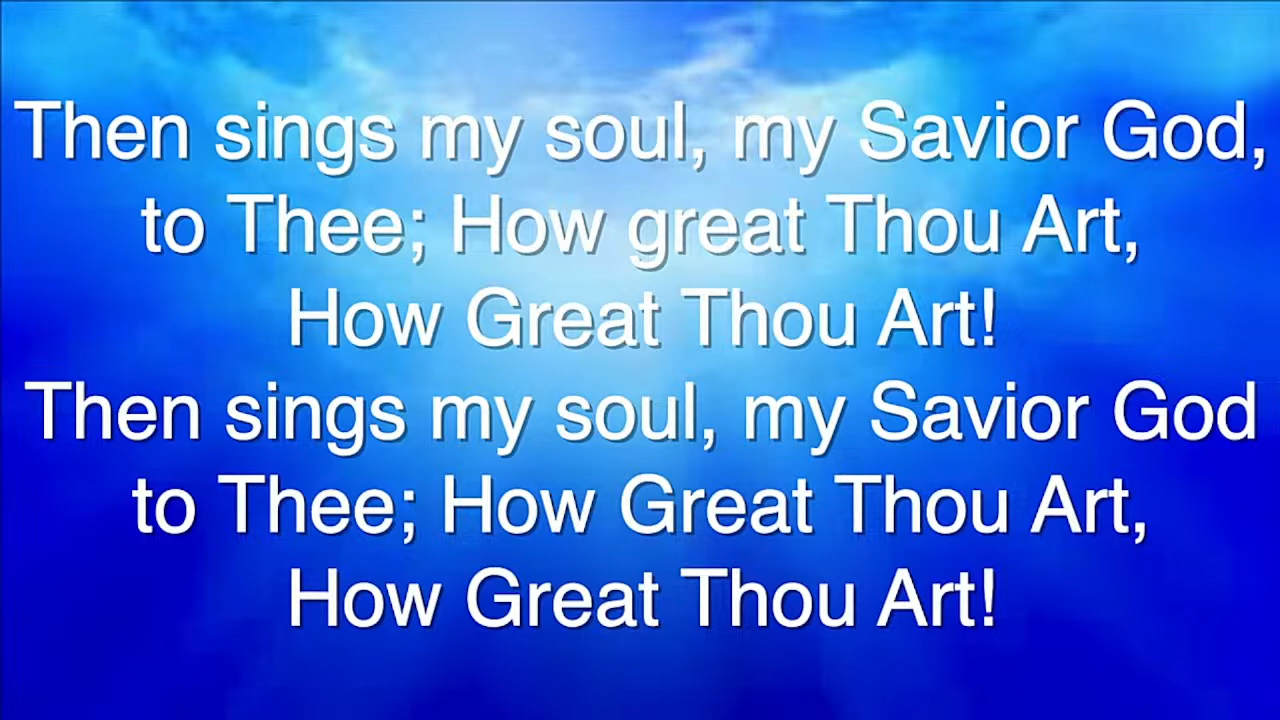 Then sings my soul, my Savior God,
to Thee; How great Thou Art,
How Great Thou Art!
Then sings my soul, my Savior God
to Thee; How Great Thou Art,
How Great Thou Art!